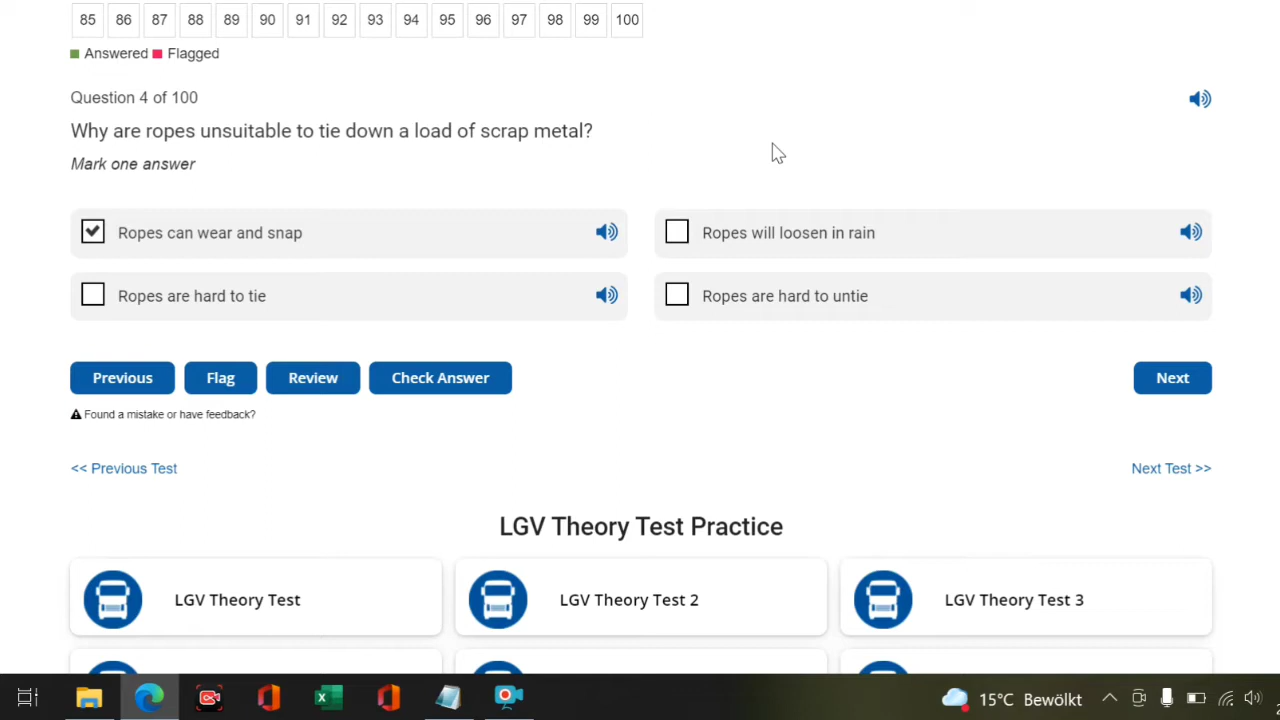 85 86 87 88 89 90 91 92 93 94 95 96 97 98 99 100
Answered Flagged
Question 4 of 100
Why are ropes unsuitable to tie down a load of scrap metal?
Mark one answer
Ropes can wear and snap
Ropes will loosen in rain
Ropes are hard to tie
Ropes are hard to untie
Previous Flag Review Check Answer Next
Found a mistake or have feedback?
<< Previous Test Next Test >>
LGV Theory Test Practice
LGV Theory Test
LGV Theory Test 2
LGV Theory Test 3
15°C Bewölkt